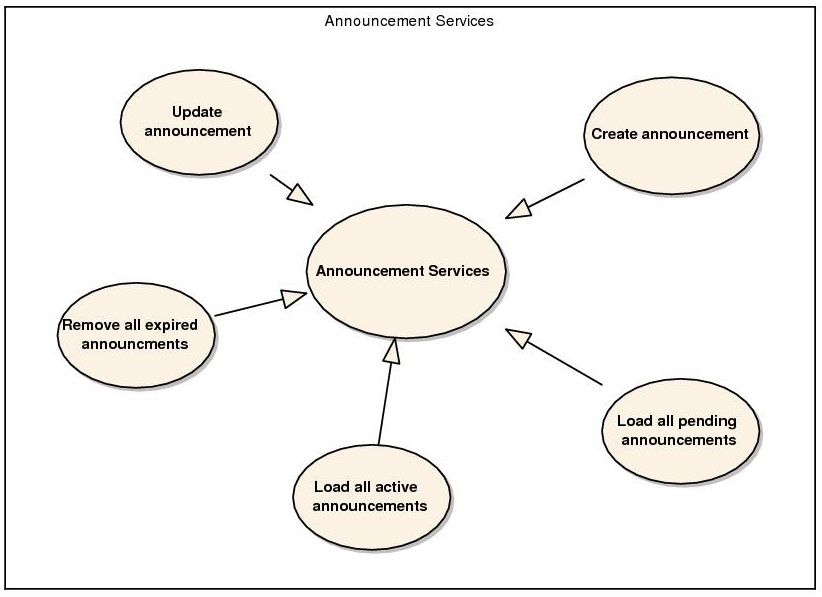 Announcement Services
Update
announcement
Create announcement
Announcement Services
Remove all expired
announcments
Load all pending
announcements
Load all active
announcements